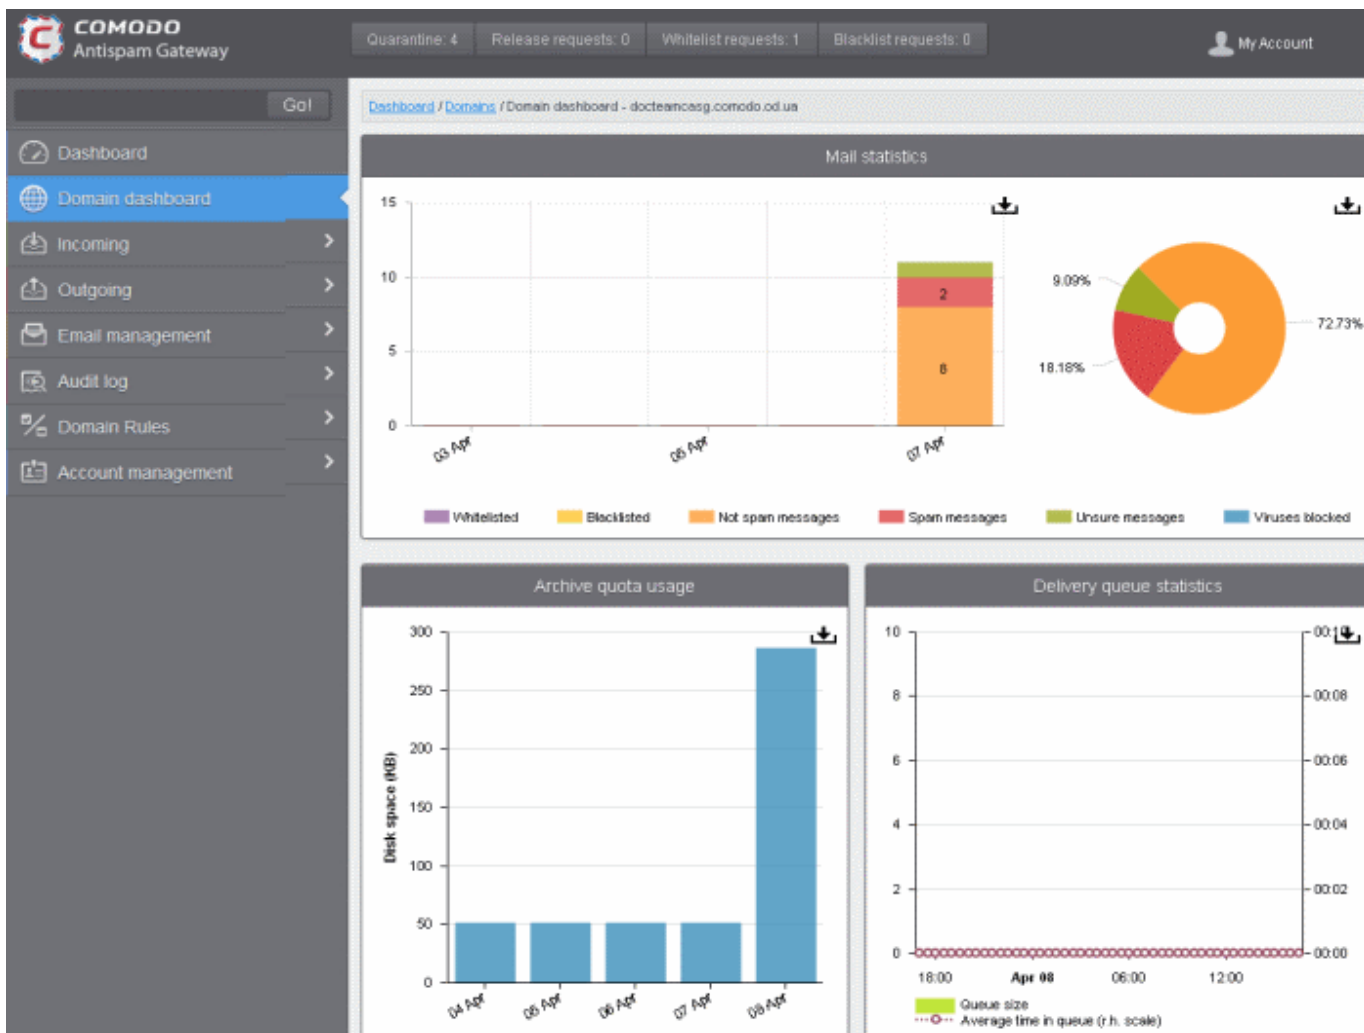 COMODO
Antispam Gateway
Quarantine: 4 Release requests: 0 Whitelist requests: 1 Blacklist requests: 0
My Account
Go!
Dashboard / Domains / Domain dashboard - docteamcasg.comodo.od.ua
Dashboard
Domain dashboard
Incoming
Outgoing
Email management
Audit log
Domain Rules
Account management
Mail statistics
15
10
5
0
2
8
03 Apr
05 Apr
07 Apr
9.09%
72.73%
18.18%
Whitelisted Blacklisted Not spam messages Spam messages Unsure messages Viruses blocked
Archive quota usage
Disk space (KB)
300
250
200
150
100
50
0
04 Apr 05 Apr 06 Apr 07 Apr 08 Apr
Delivery queue statistics
10
8
6
4
2
0
00:08
00:06
00:04
00:02
00:00
18:00 Apr 08 06:00 12:00
Queue size
Average time in queue (r.h. scale)